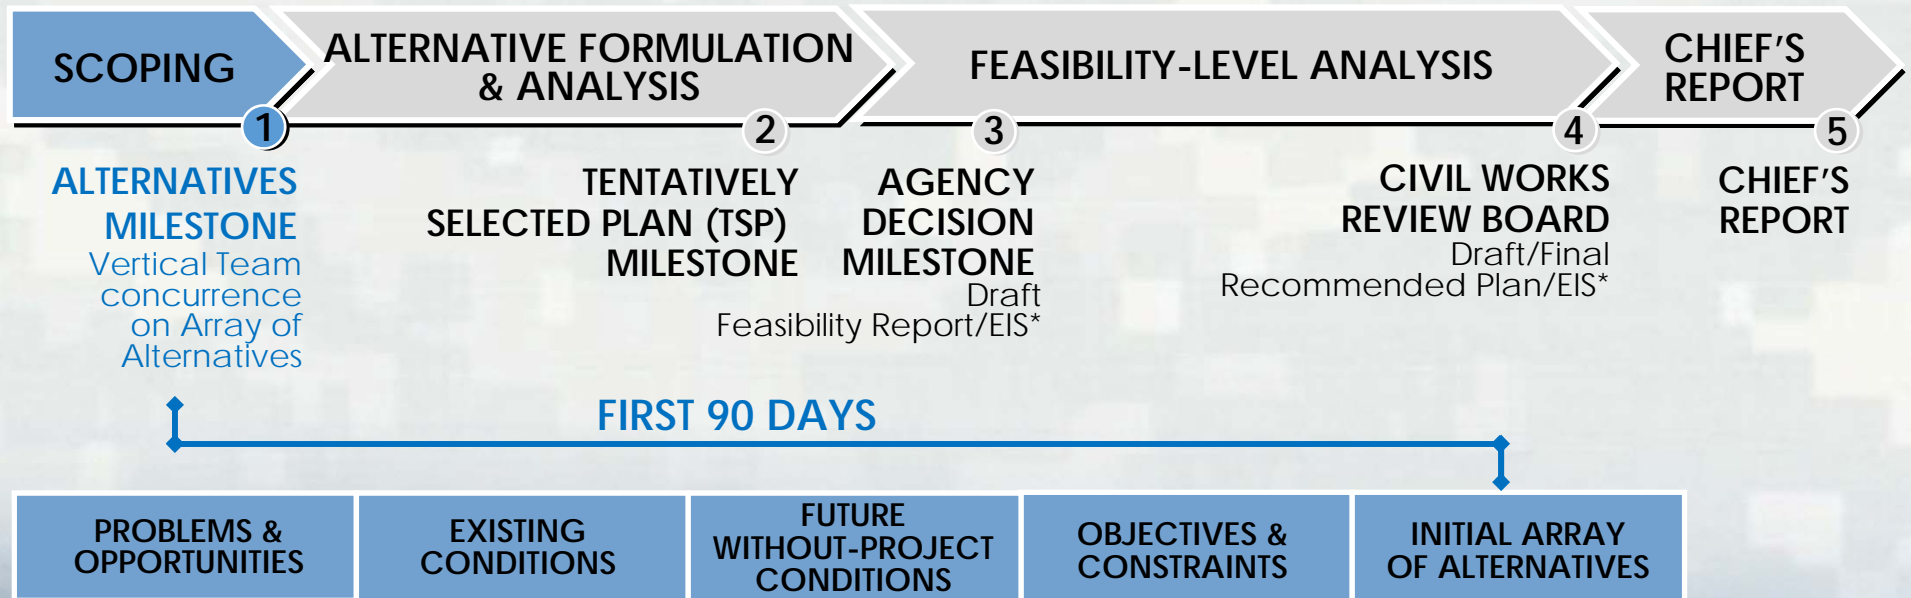 SCOPING
ALTERNATIVE FORMULATION
& ANALYSIS
FEASIBILITY-LEVEL ANALYSIS
CHIEF'S
REPORT
1
2
3
4
5
ALTERNATIVES
MILESTONE
Vertical Team
concurrence
on Array of
Alternatives
TENTATIVELY
SELECTED PLAN (TSP)
MILESTONE
AGENCY
DECISION
MILESTONE
Draft
Feasibility Report/EIS*
CIVIL WORKS
REVIEW BOARD
Draft/Final
Recommended Plan/EIS*
CHIEF'S
REPORT
FIRST 90 DAYS
PROBLEMS &
OPPORTUNITIES
EXISTING
CONDITIONS
FUTURE
WITHOUT-PROJECT
CONDITIONS
OBJECTIVES &
CONSTRAINTS
INITIAL ARRAY
OF ALTERNATIVES